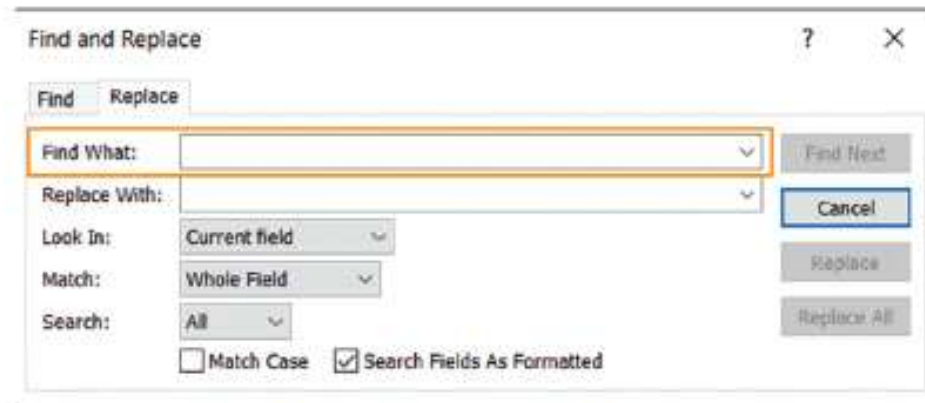 Find and Replace ? ✕
Find Replace
Find What: Find Next
Replace With: Cancel
Look In: Current field
Match: Whole Field Replace
Search: All Replace All
Match Case Search Fields As Formatted